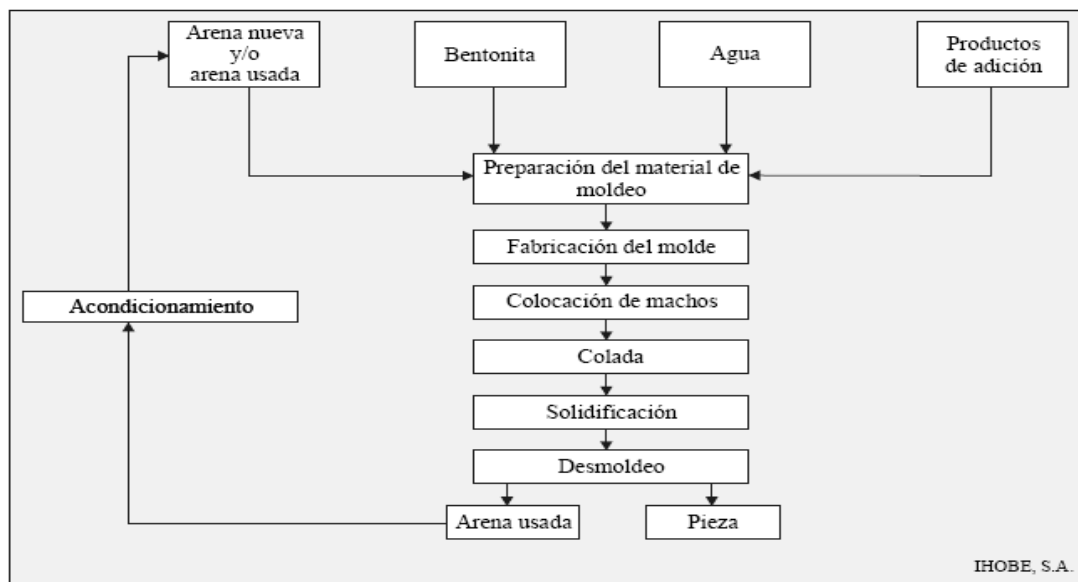 Arena nueva
y/o
arena usada
Bentonita
Agua
Productos
de adición
Preparación del material de
moldeo
Fabricación del molde
Acondicionamiento
Colocación de machos
Colada
Solidificación
Desmoldeo
Arena usada
Pieza
IHOBE, S.A.